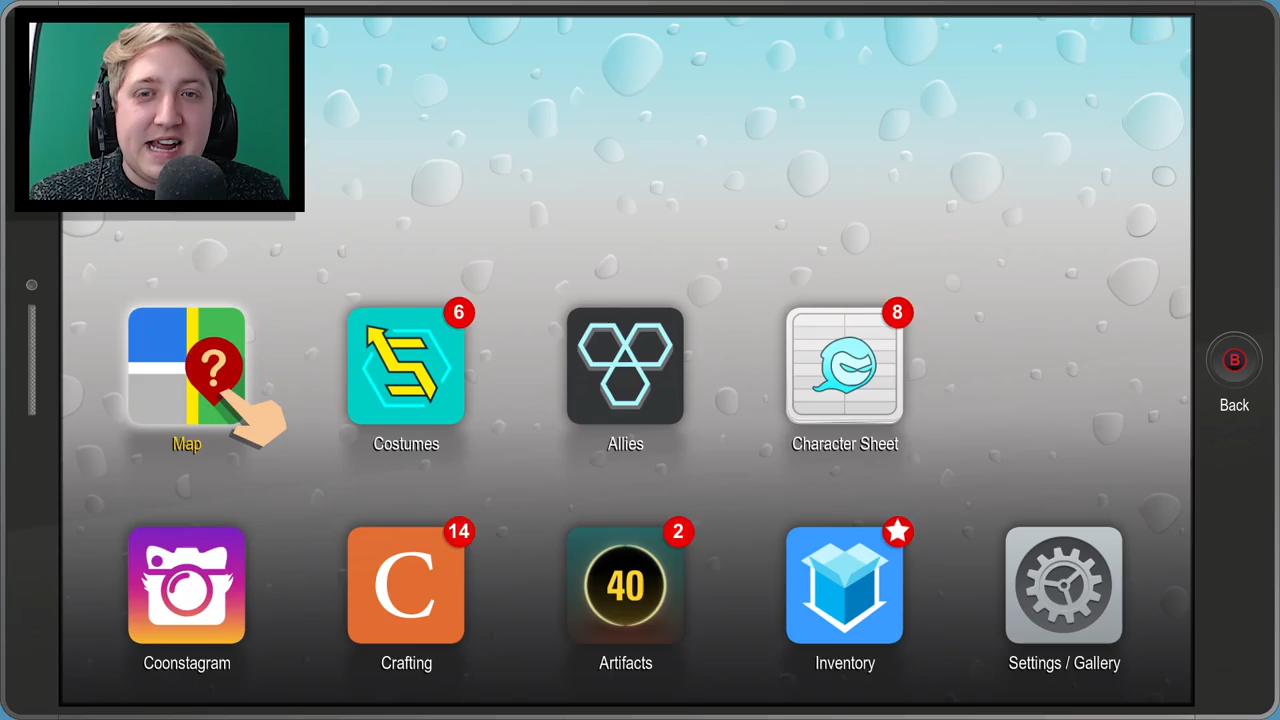 6
8
?
B
Back
Map
Costumes
Allies
Character Sheet
14
2
C
40
Coonstagram
Crafting
Artifacts
Inventory
Settings / Gallery